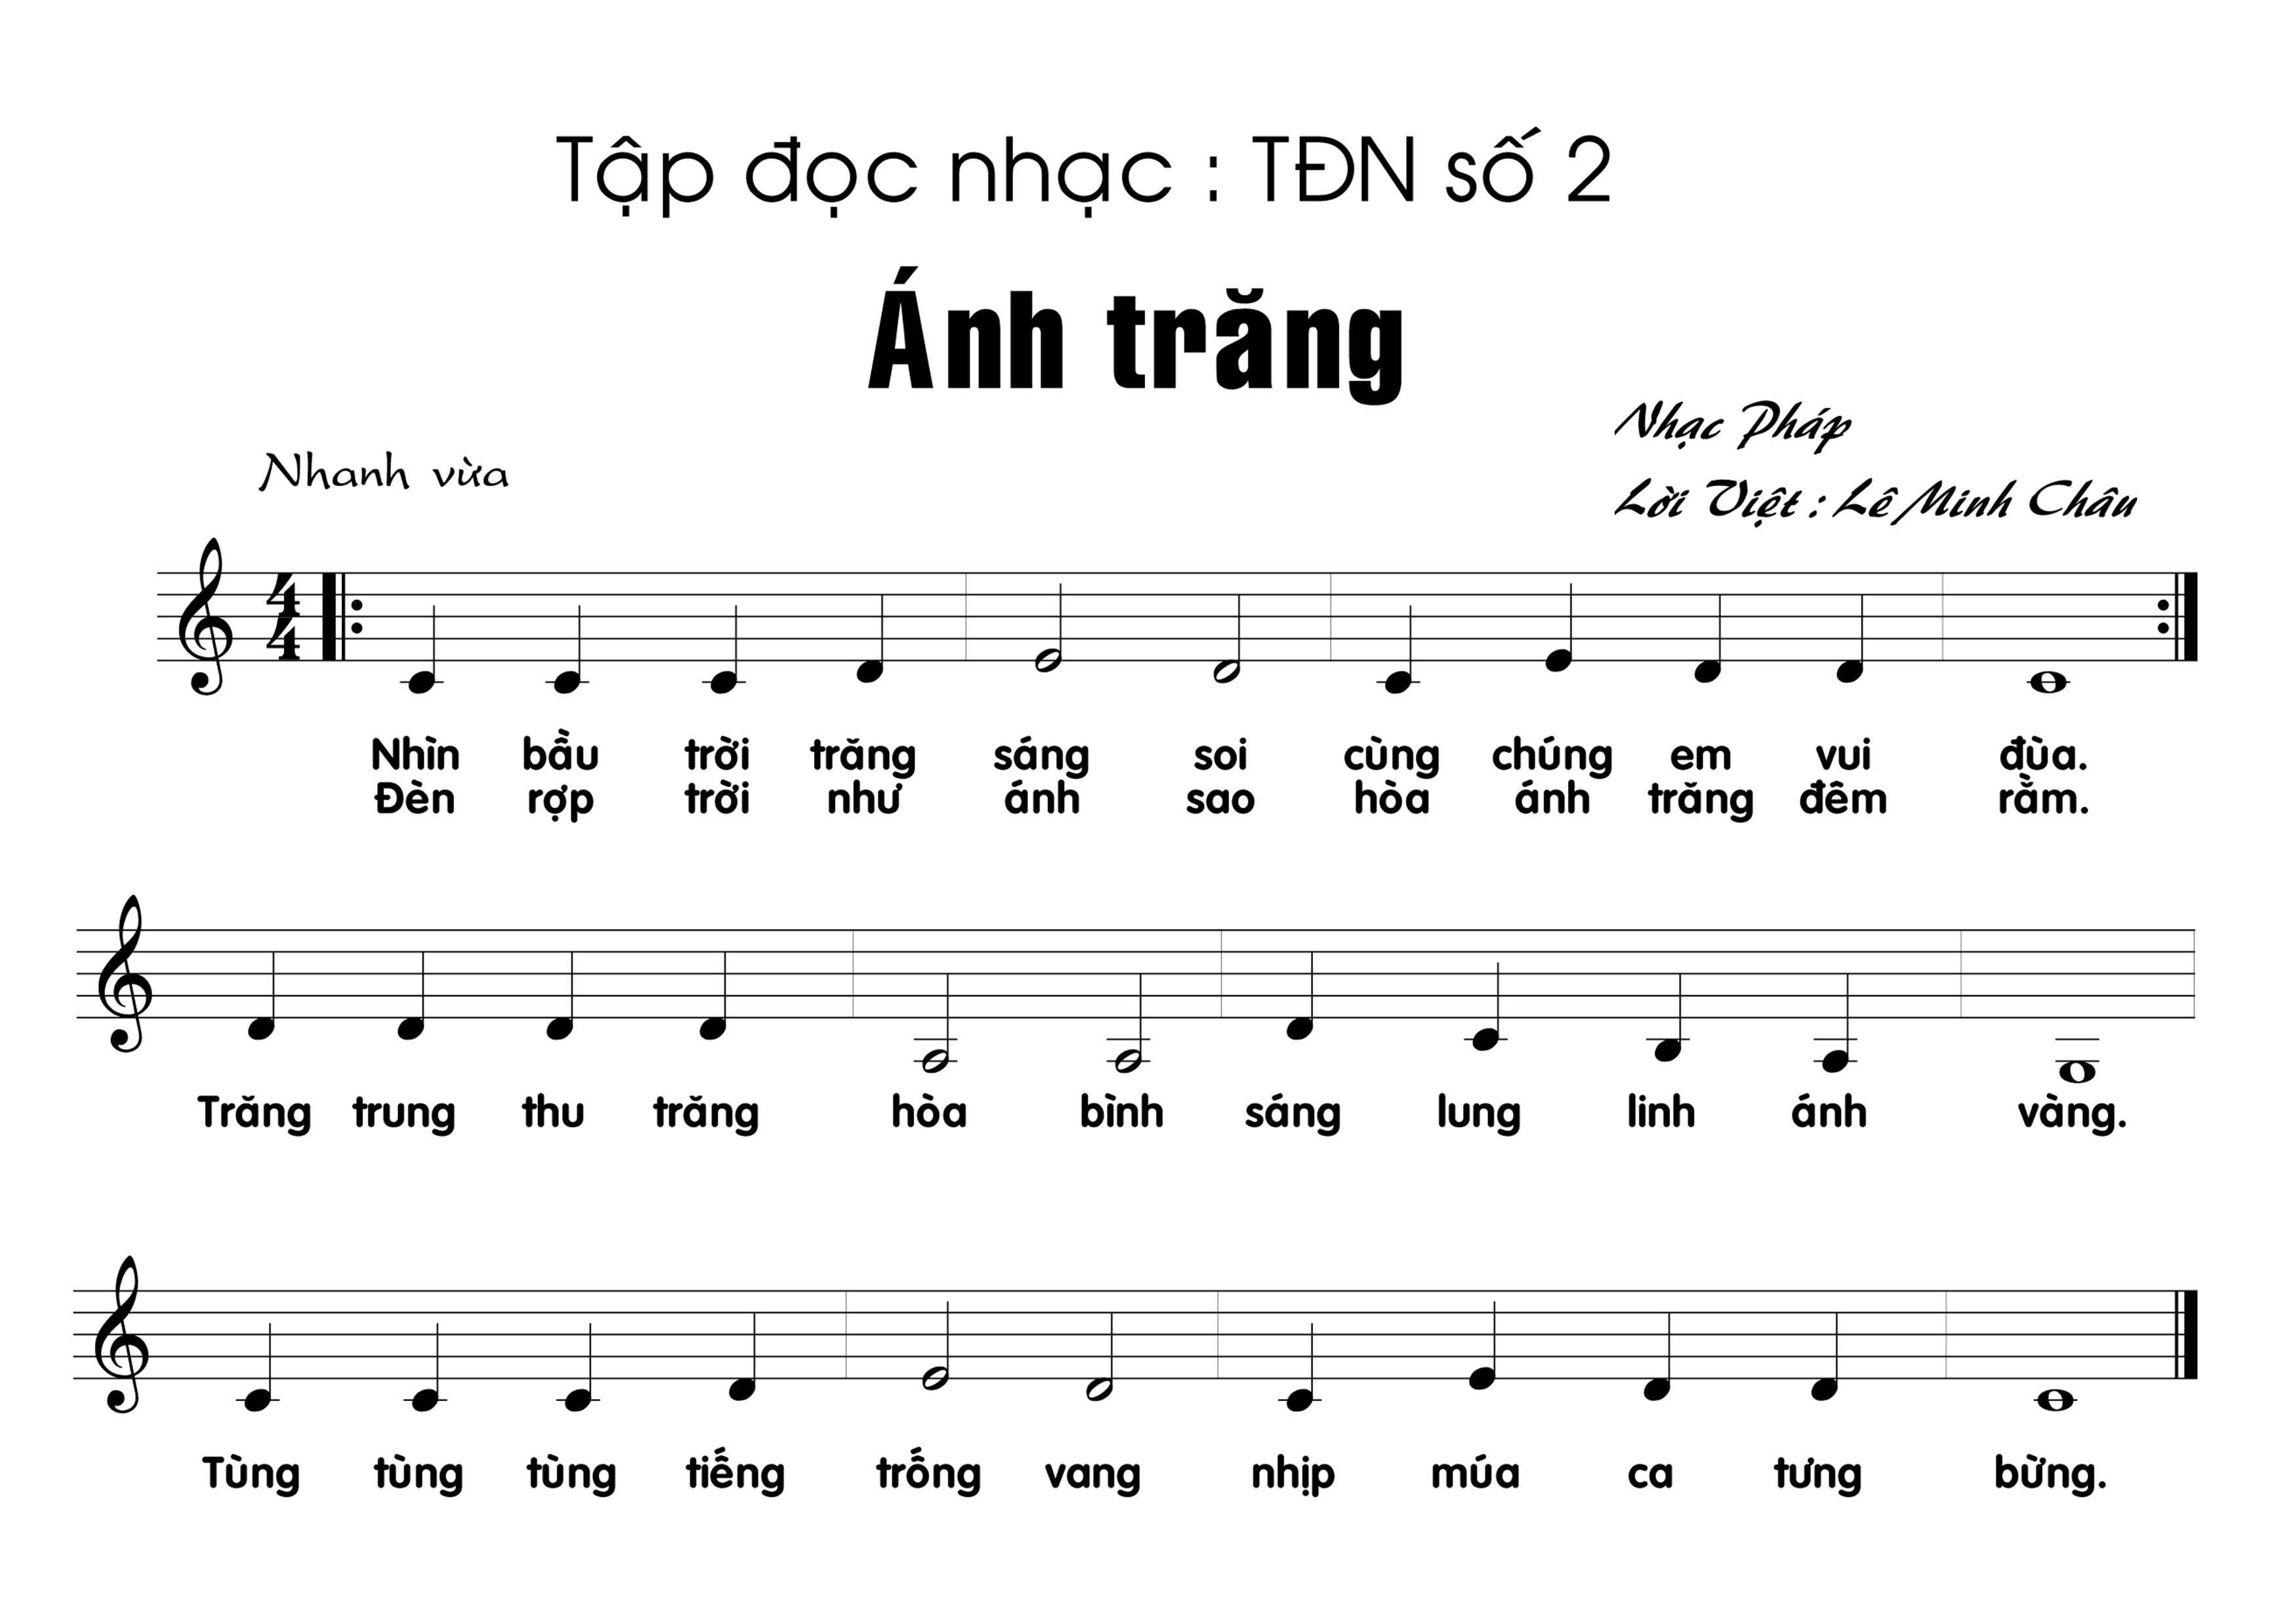 Tập đọc nhạc : TĐN số 2
Ánh trăng
Nhạc Pháp
Nhanh vừa
Lời Việt : Lê Minh Châu
4
4
Nhìn bầu trời trăng sáng soi cùng chúng em vui đùa.
Đèn rợp trời như ánh sao hòa ánh trăng đêm rằm.
Trăng trung thu trăng hòa bình sáng lung linh ánh vàng.
Tùng tùng tùng tiếng trống vang nhịp múa ca tưng bừng.